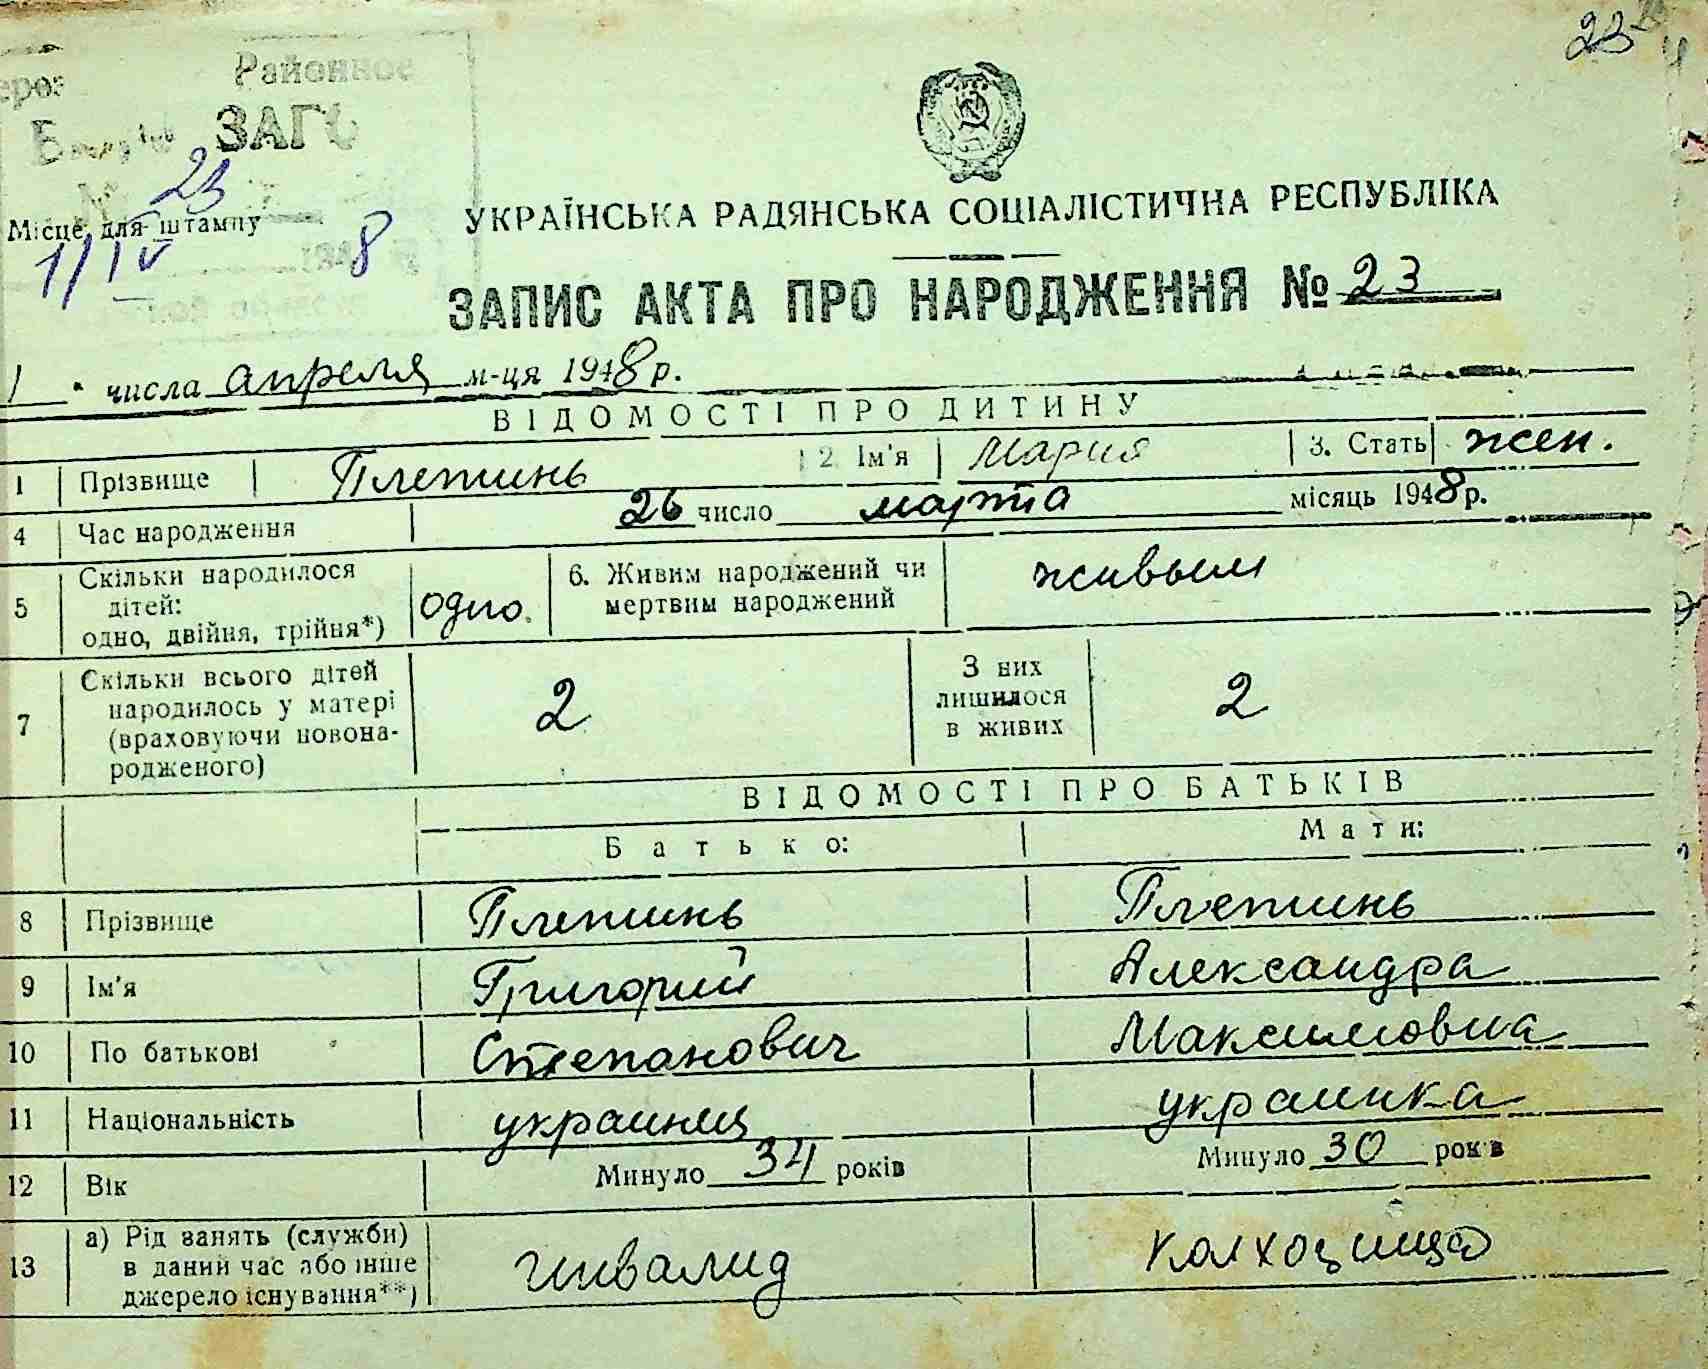 23
Районное
ЗАГС
23
Місце для штампу
1/IV 8
УКРАЇНСЬКА РАДЯНСЬКА СОЦІАЛІСТИЧНА РЕСПУБЛІКА
ЗАПИС АКТА ПРО НАРОДЖЕННЯ № 23
1 " числа апреля м-ця 1948 р.
ВІДОМОСТІ ПРО ДИТИНУ
1 Прізвище Плетинь 2. Ім'я Мария 3. Стать жен.
4 Час народження 26 число марта місяць 1948 р.
5 Скільки народилося дітей: одно, двійня, трійня*) одно. 6. Живим народжений чи мертвим народжений живым
7 Скільки всього дітей народилось у матері (враховуючи новонародженого) 2 З них лишилося в живих 2
ВІДОМОСТІ ПРО БАТЬКІВ
Батько: Мати:
8 Прізвище Плетинь Плетинь
9 Ім'я Григорий Александра
10 По батькові Степанович Максимовна
11 Національність украинец украинка
12 Вік Минуло 34 років Минуло 30 років
13 а) Рід занять (служби) в даний час або інше джерело існування**) инвалид колхозница